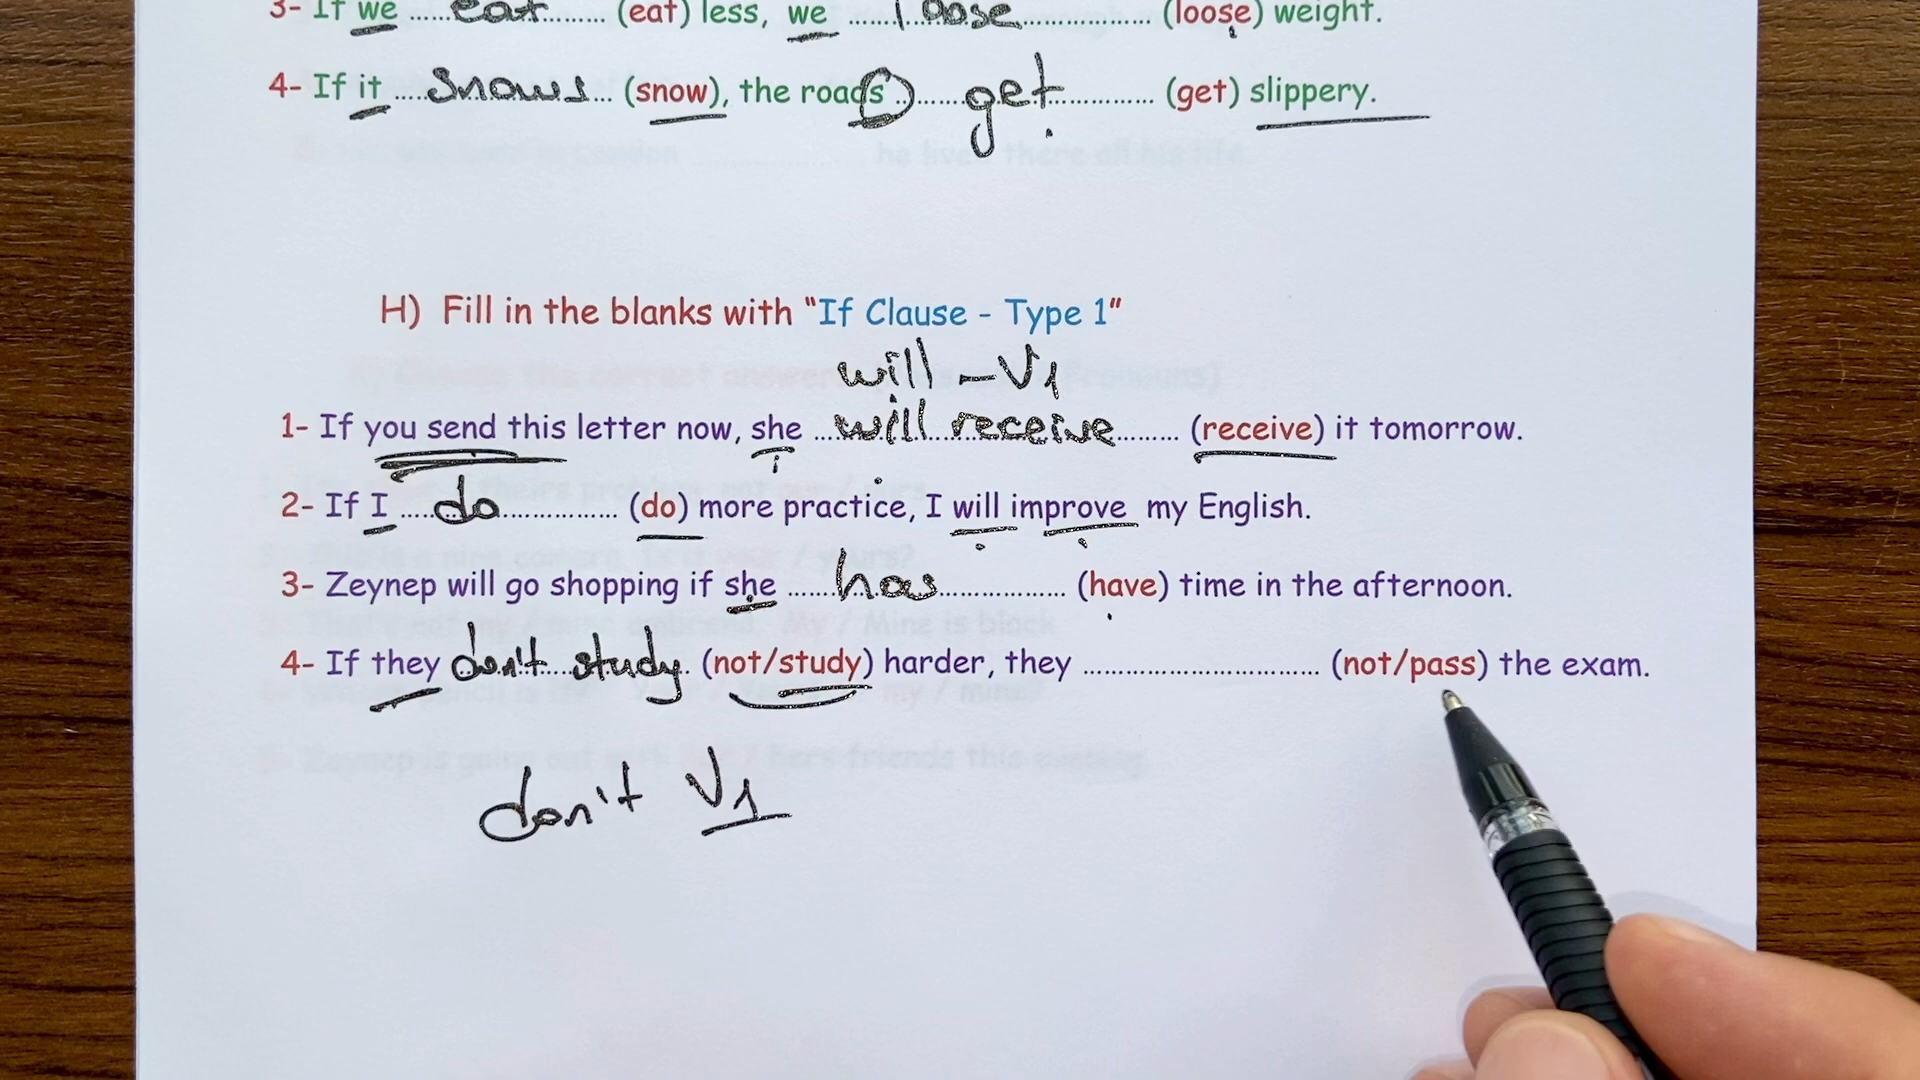 3- If we ......eat........ (eat) less, we .......loose.................. (loose) weight.
4- If it .....snows... (snow), the roads .......get............ (get) slippery.
H) Fill in the blanks with "If Clause - Type 1"
will - V1
1- If you send this letter now, she ...will receive........ (receive) it tomorrow.
2- If I .....do............... (do) more practice, I will improve my English.
3- Zeynep will go shopping if she ......has................. (have) time in the afternoon.
4- If they don't study. (not/study) harder, they ................................ (not/pass) the exam.
don't V1